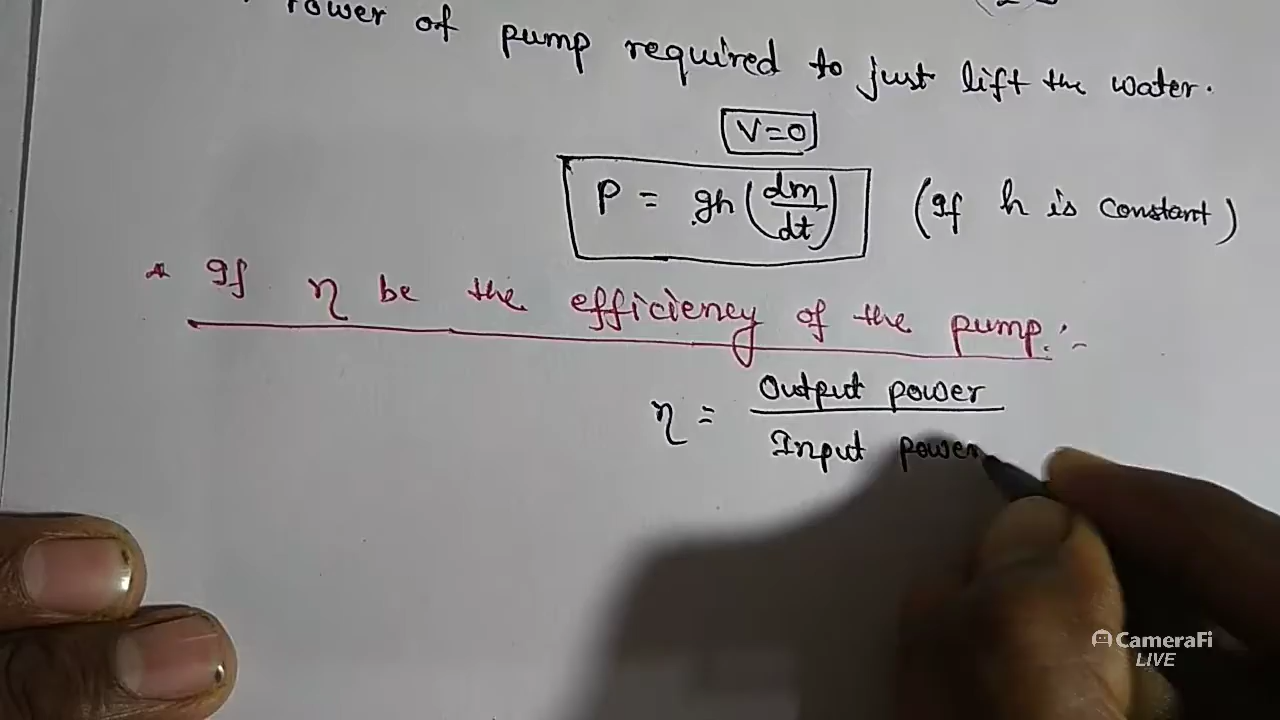 Power of pump required to just lift the water.
V=0
P = gh (dm/dt) (If h is constant)
* If η be the efficiency of the pump:-
η = Output power / Input power
CameraFi
LIVE